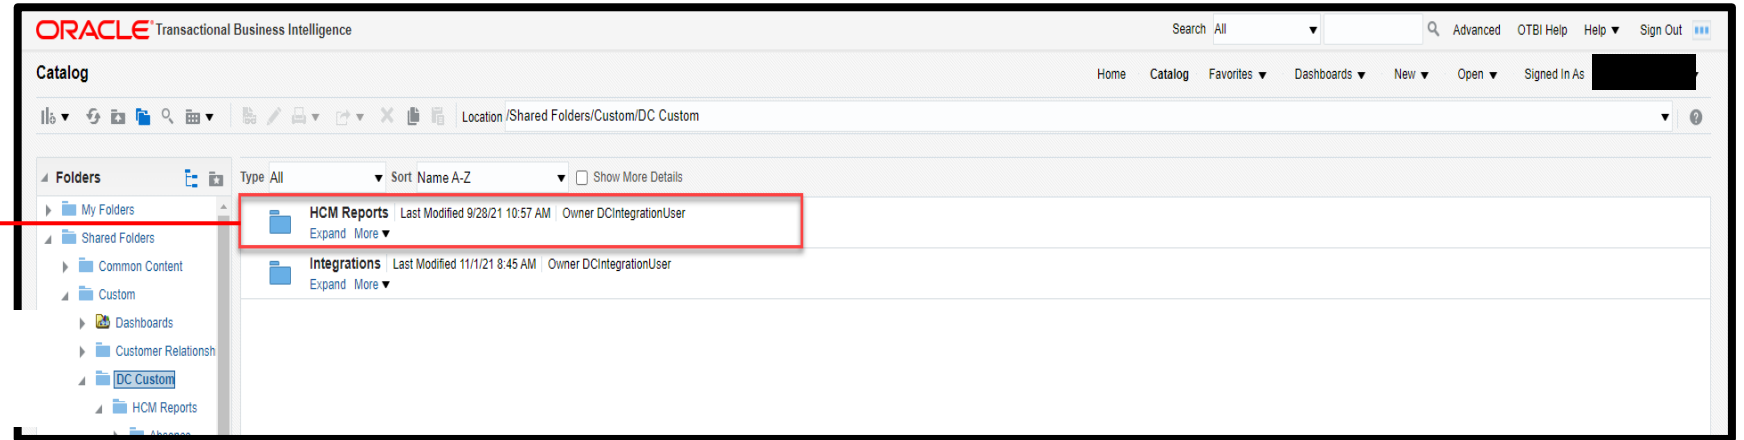 ORACLE Transactional Business Intelligence
Search All Advanced OTBI Help Help Sign Out
Catalog
Home Catalog Favorites Dashboards New Open Signed In As
Location /Shared Folders/Custom/DC Custom
Folders
Type All Sort Name A-Z Show More Details
My Folders
Shared Folders
Common Content
Custom
Dashboards
Customer Relationsh
DC Custom
HCM Reports
Absence
HCM Reports Last Modified 9/28/21 10:57 AM Owner DCIntegrationUser
Expand More
Integrations Last Modified 11/1/21 8:45 AM Owner DCIntegrationUser
Expand More